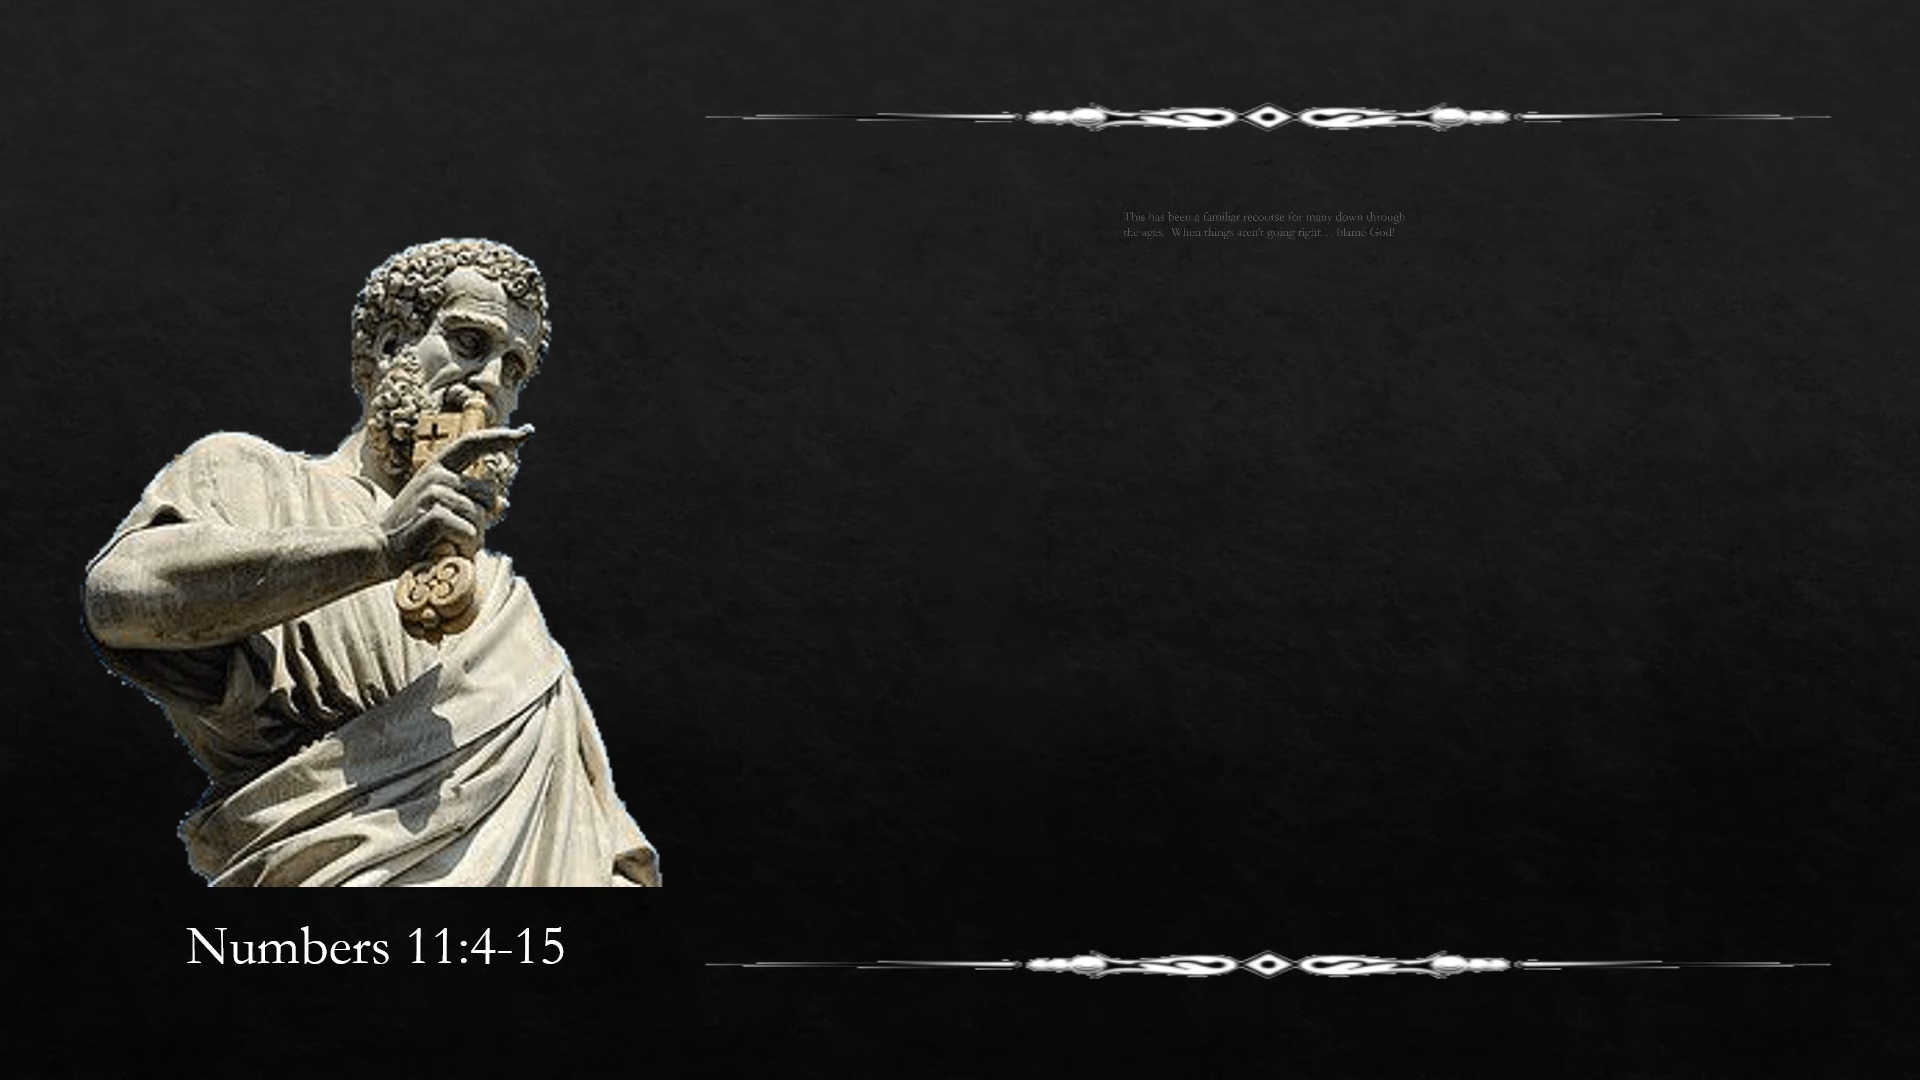 This has been a familiar recourse for many down through
the ages.  When things aren't going right… blame God!
Numbers 11:4-15